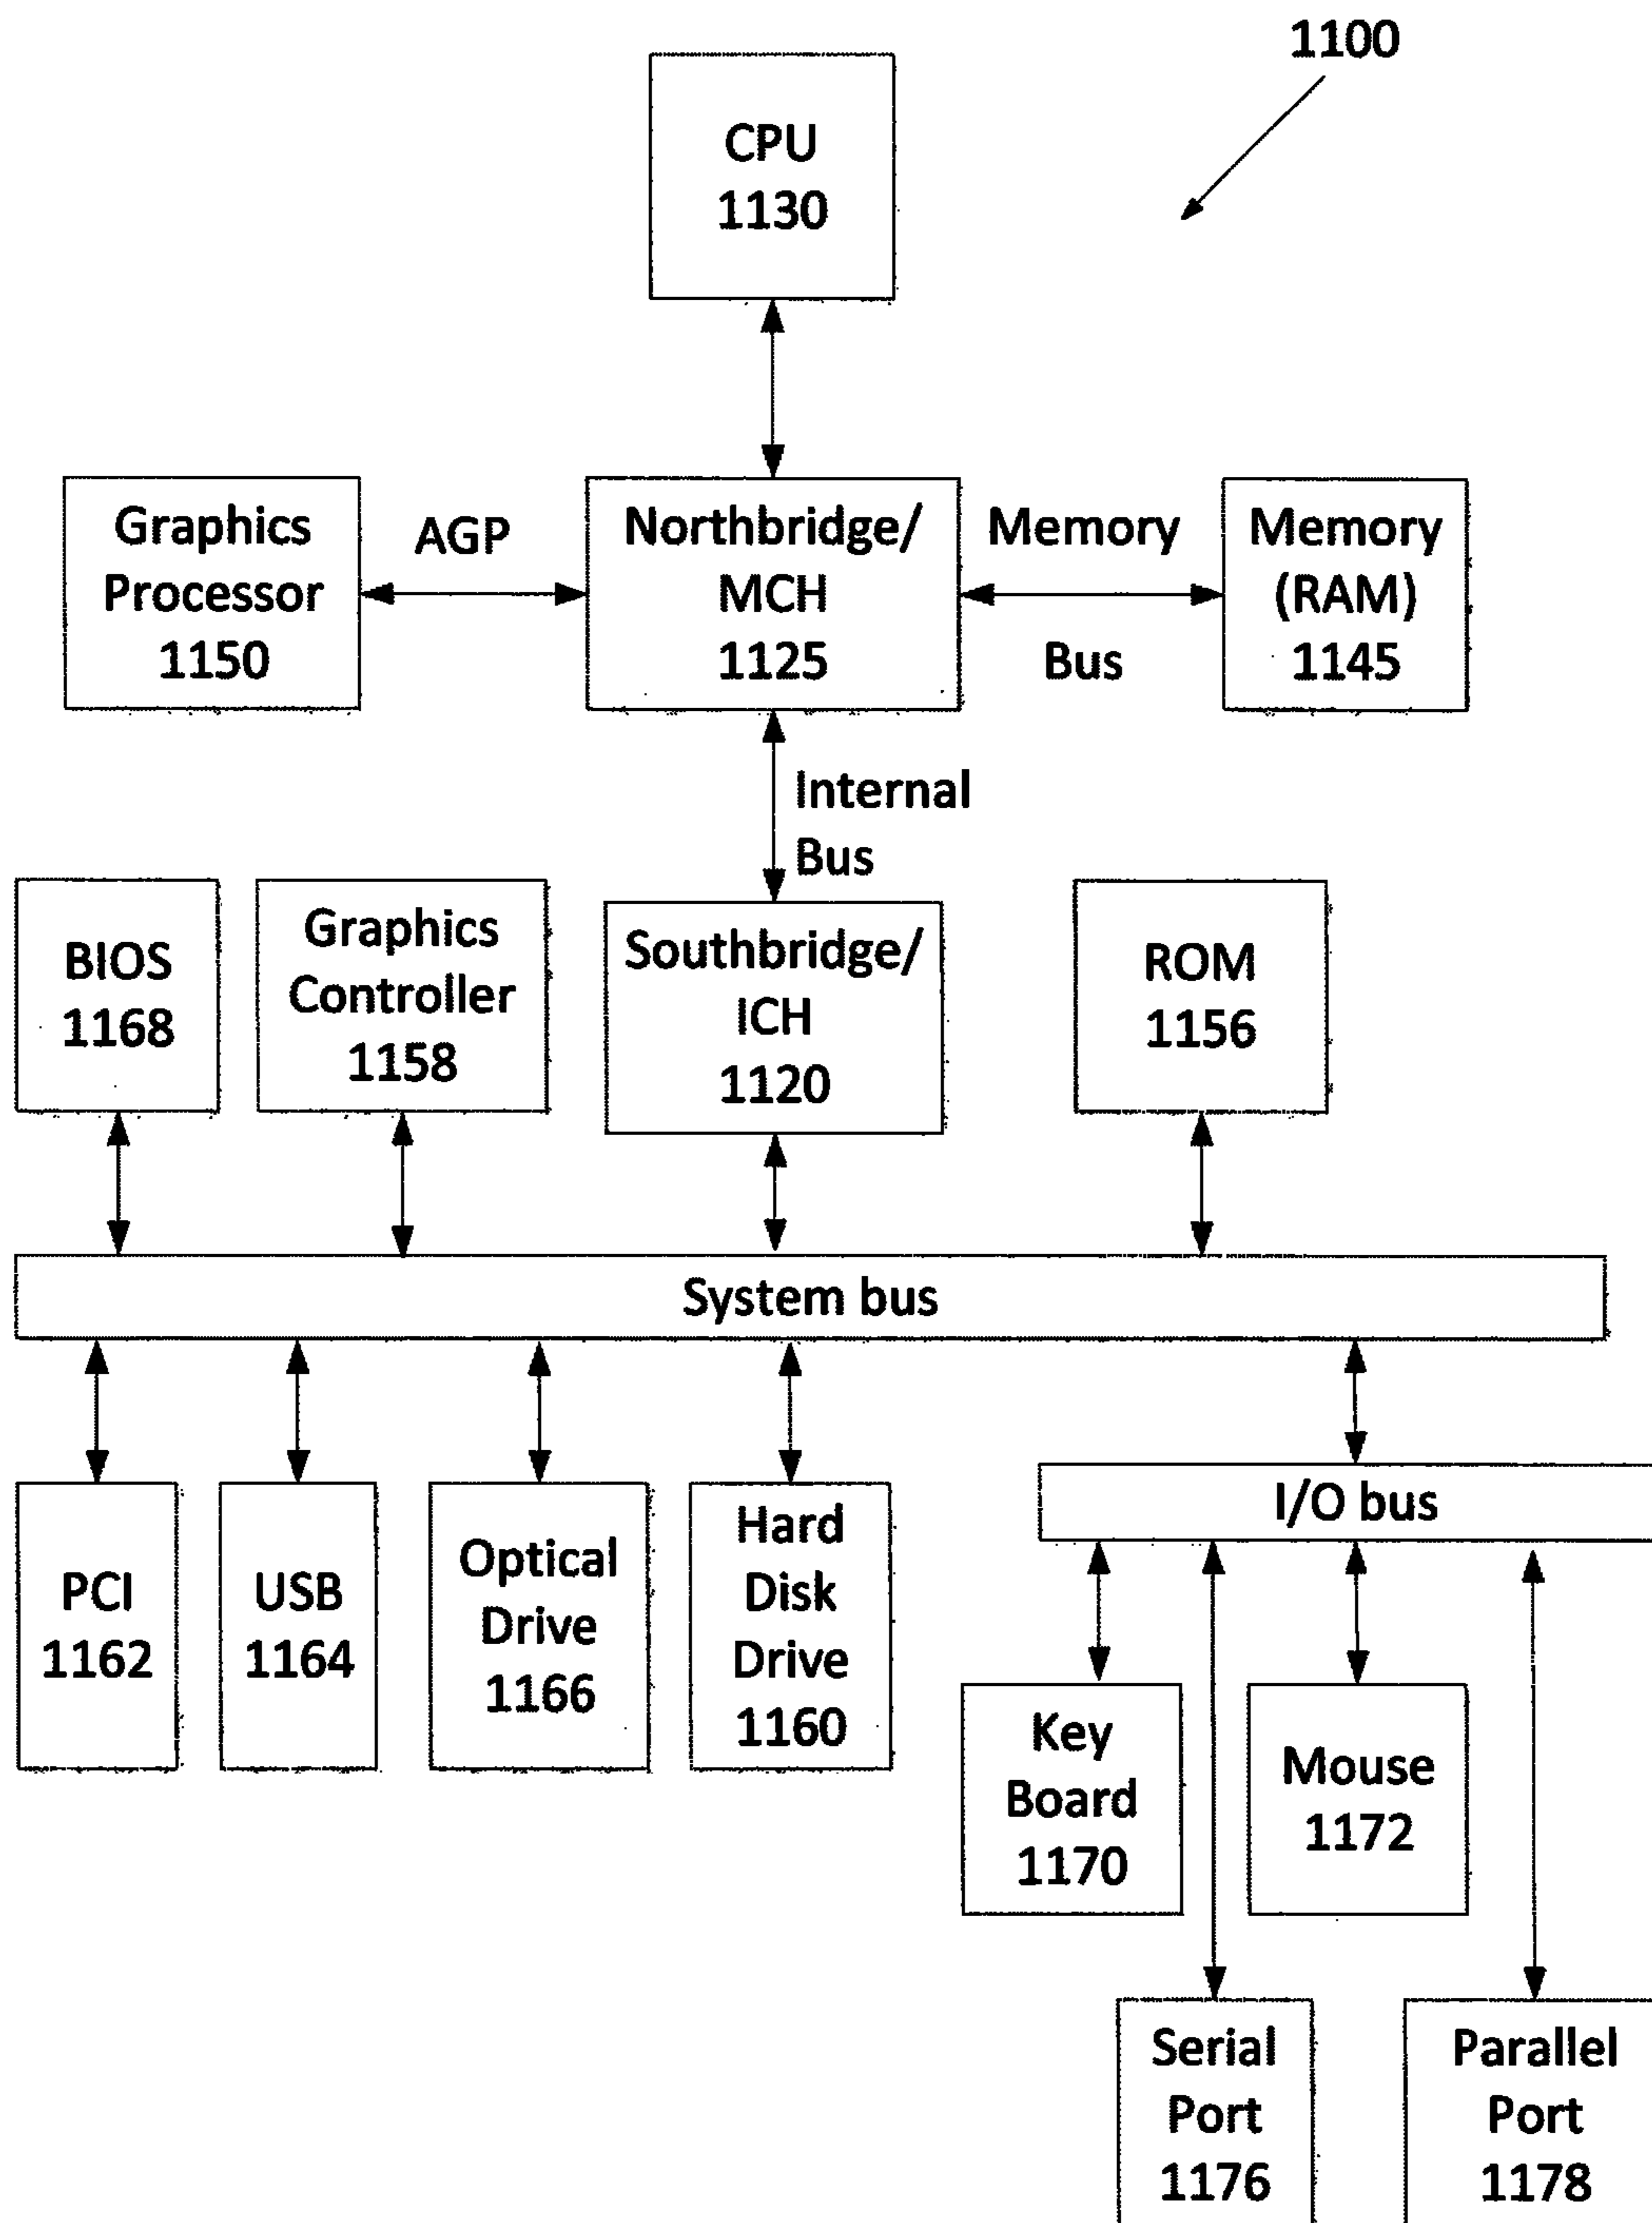 1100
CPU
1130
Graphics
Processor
1150
AGP
Northbridge/
MCH
1125
Memory
Bus
Memory
(RAM)
1145
Internal
Bus
BIOS
1168
Graphics
Controller
1158
Southbridge/
ICH
1120
ROM
1156
System bus
PCI
1162
USB
1164
Optical
Drive
1166
Hard
Disk
Drive
1160
I/O bus
Key
Board
1170
Mouse
1172
Serial
Port
1176
Parallel
Port
1178